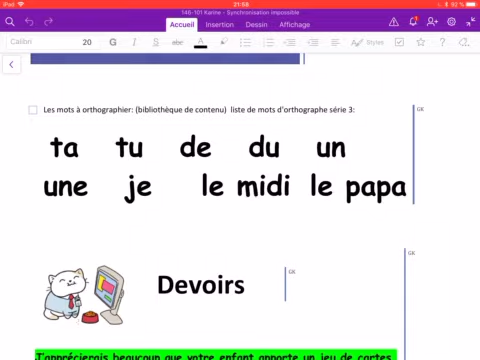 iPad
21:58
92 %
146-101 Karine - Synchronisation impossible
Accueil Insertion Dessin Affichage
Calibri 20 G I S abc A Styles
Les mots à orthographier: (bibliothèque de contenu) liste de mots d'orthographe série 3:
GK
ta tu de du un
une je le midi le papa
GK
Devoirs
GK
J'apprécierais beaucoup que votre enfant apporte un jeu de cartes